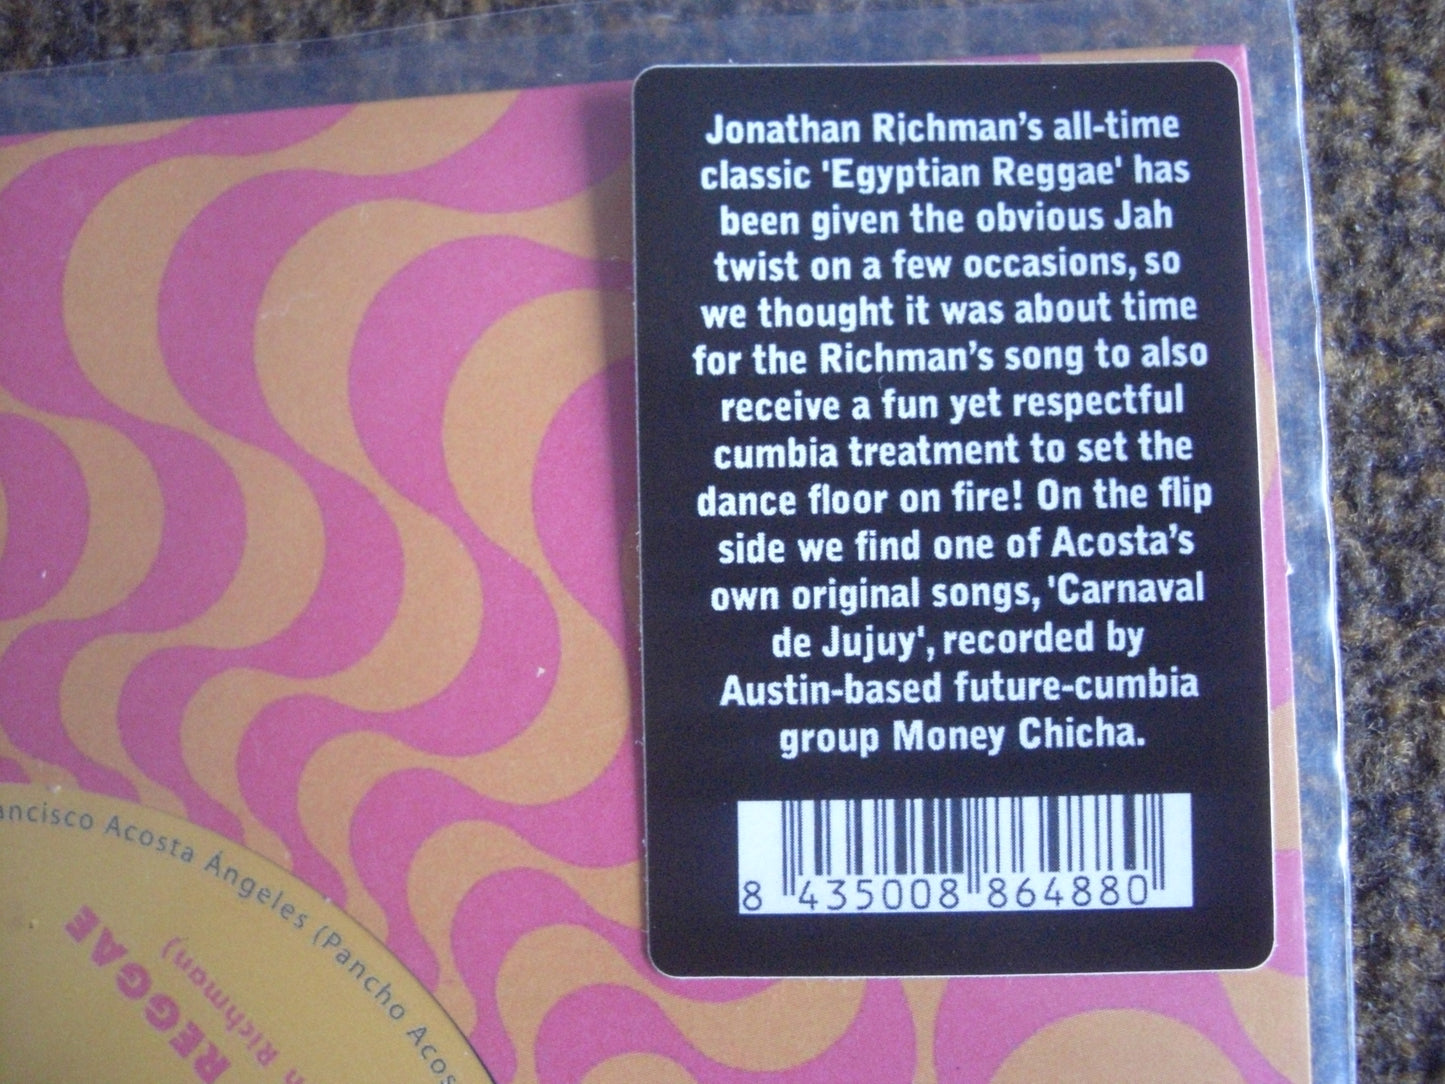 Jonathan Richman's all-time
classic 'Egyptian Reggae' has
been given the obvious Jah
twist on a few occasions, so
we thought it was about time
for the Richman's song to also
receive a fun yet respectful
cumbia treatment to set the
dance floor on fire! On the flip
side we find one of Acosta's
own original songs, 'Carnaval
de Jujuy', recorded by
Austin-based future-cumbia
group Money Chicha.
8 435008 864880
ancisco Acosta Ángeles (Pancho Acos
REGGAE
n Richman)